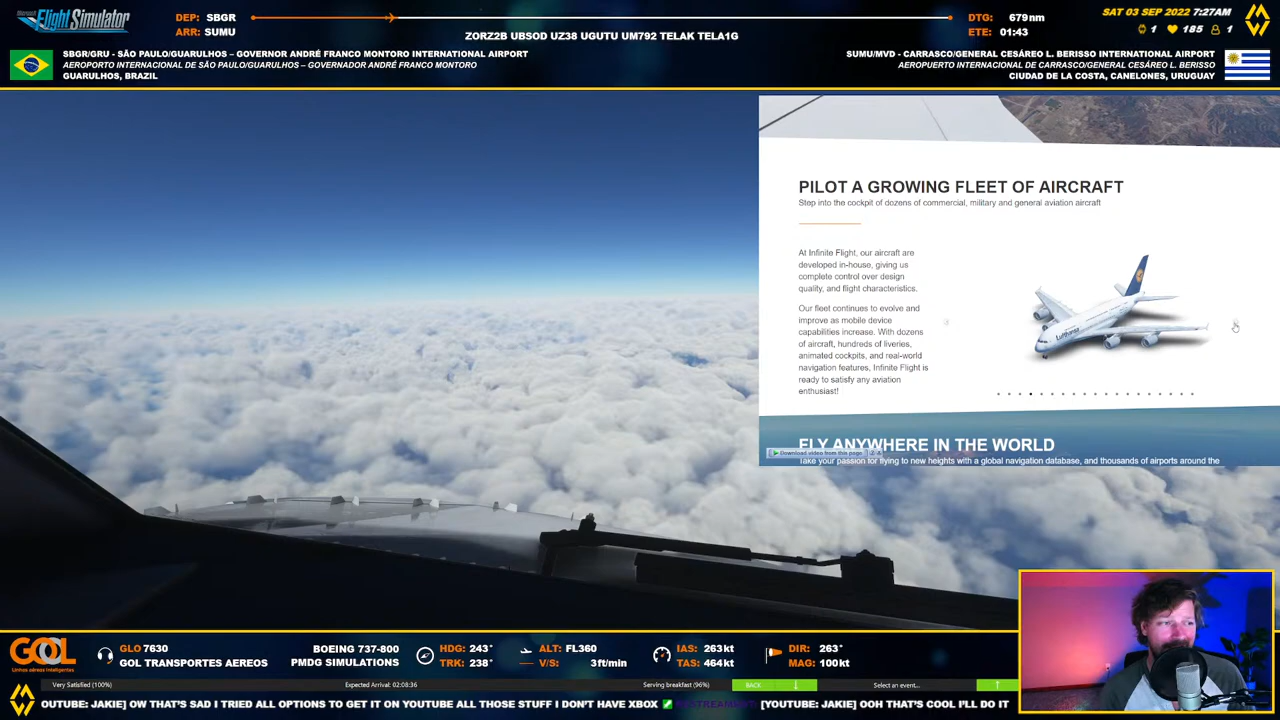 Microsoft
Flight Simulator
DEP: SBGR
ARR: SUMU
ZORZ2B UBSOD UZ38 UGUTU UM792 TELAK TELA1G
DTG: 679nm
ETE: 01:43
SAT 03 SEP 2022 7:27AM
1 185 1
SBGR/GRU - SÃO PAULO/GUARULHOS – GOVERNOR ANDRÉ FRANCO MONTORO INTERNATIONAL AIRPORT
AEROPORTO INTERNACIONAL DE SÃO PAULO/GUARULHOS – GOVERNADOR ANDRÉ FRANCO MONTORO
GUARULHOS, BRAZIL
SUMU/MVD - CARRASCO/GENERAL CESÁREO L. BERISSO INTERNATIONAL AIRPORT
AEROPUERTO INTERNACIONAL DE CARRASCO/GENERAL CESÁREO L. BERISSO
CIUDAD DE LA COSTA, CANELONES, URUGUAY
PILOT A GROWING FLEET OF AIRCRAFT
Step into the cockpit of dozens of commercial, military and general aviation aircraft
At Infinite Flight, our aircraft are
developed in-house, giving us
complete control over design
quality, and flight characteristics.
Our fleet continues to evolve and
improve as mobile device
capabilities increase. With dozens
of aircraft, hundreds of liveries,
animated cockpits, and real-world
navigation features, Infinite Flight is
ready to satisfy any aviation
enthusiast!
Lufthansa
FLY ANYWHERE IN THE WORLD
Download video from this page
Take your passion for flying to new heights with a global navigation database, and thousands of airports around the
GOL
Linhas aéreas inteligentes
GLO 7630
GOL TRANSPORTES AEREOS
BOEING 737-800
PMDG SIMULATIONS
HDG: 243°
TRK: 238°
ALT: FL360
V/S: 3ft/min
IAS: 263kt
TAS: 464kt
DIR: 263°
MAG: 100kt
Very Satisfied (100%)
Expected Arrival: 02:08:36
Serving breakfast (96%)
BACK
Select an event...
OUTUBE: JAKIE] OW THAT'S SAD I TRIED ALL OPTIONS TO GET IT ON YOUTUBE ALL THOSE STUFF I DON'T HAVE XBOX
[YOUTUBE: JAKIE] OOH THAT'S COOL I'LL DO IT